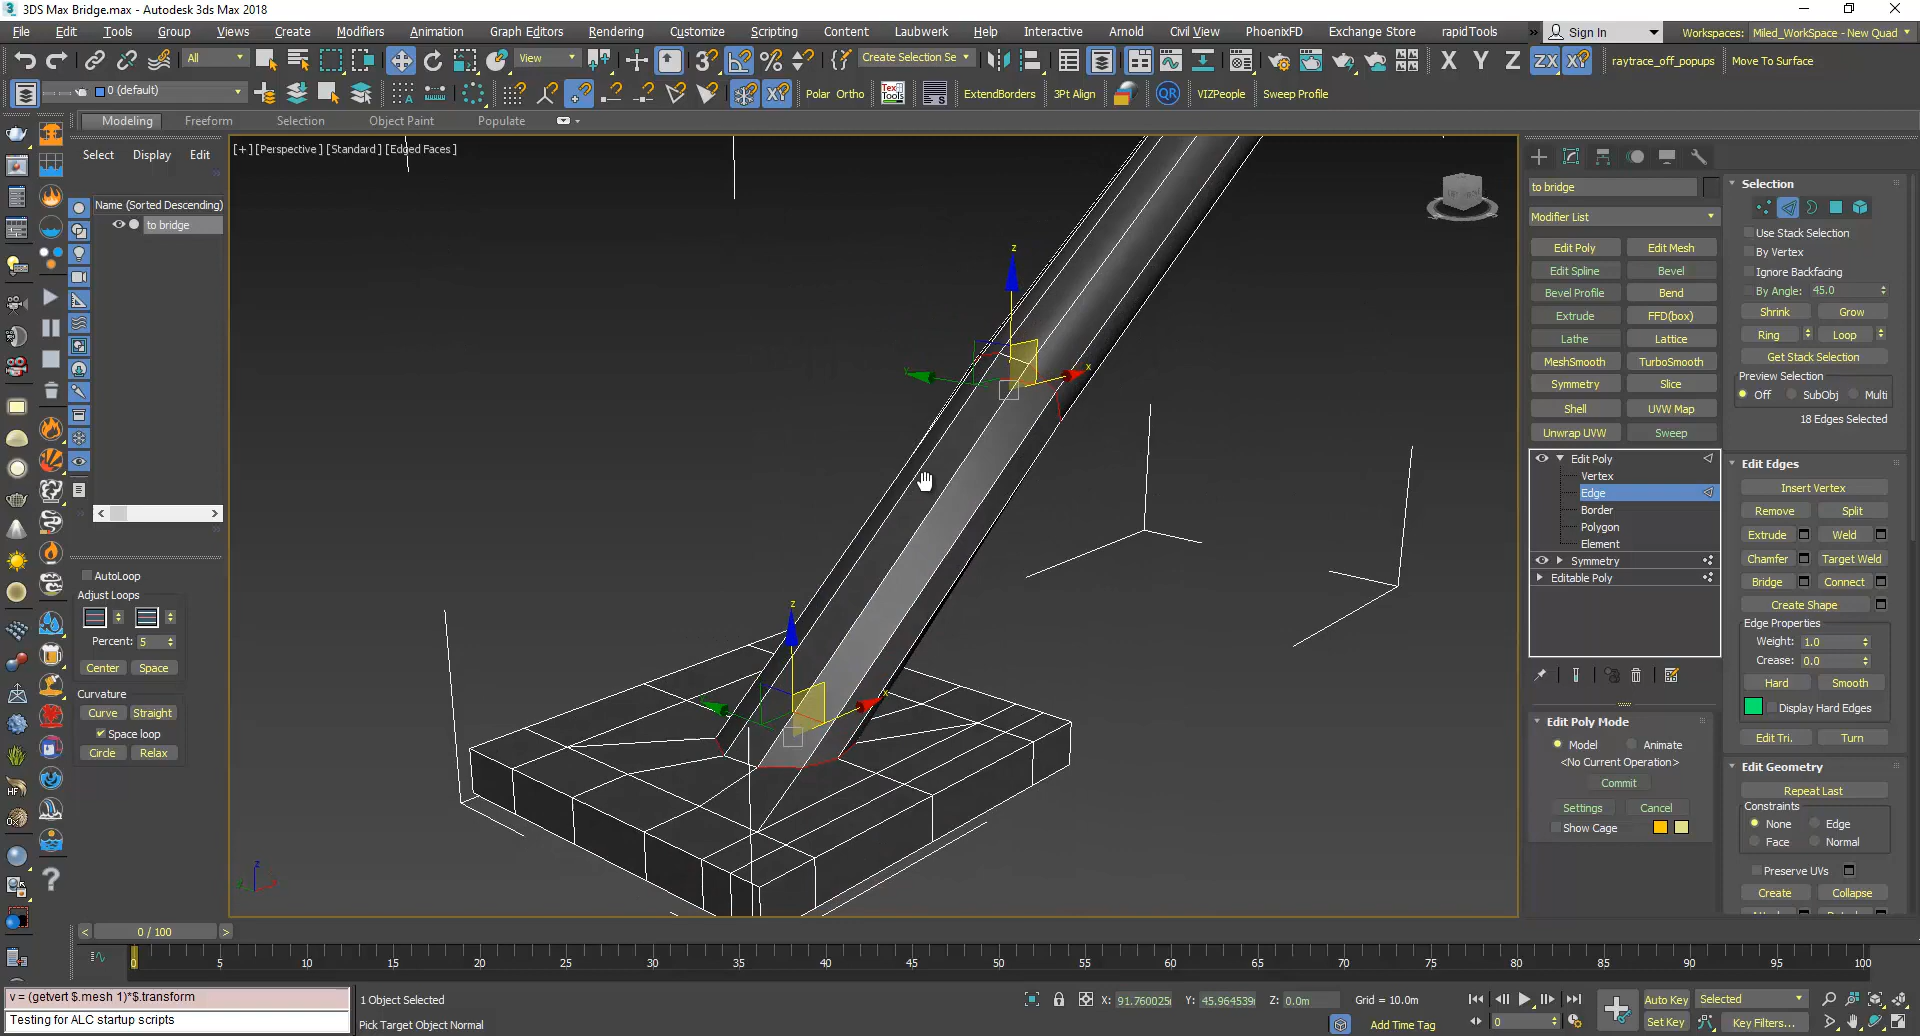 3DS Max Bridge.max - Autodesk 3ds Max 2018
File Edit Tools Group Views Create Modifiers Animation Graph Editors Rendering Customize Scripting Content Laubwerk Help Interactive Arnold Civil View PhoenixFD Exchange Store rapidTools » Sign In Workspaces: Miled_WorkSpace - New Quad
All View 3 % Create Selection Se X Y Z ZX XY raytrace_off_popups Move To Surface
0 (default) XY Polar Ortho Tex Tools ExtendBorders 3Pt Align QR VIZPeople Sweep Profile
Modeling Freeform Selection Object Paint Populate
Select Display Edit
Name (Sorted Descending)
to bridge
AutoLoop
Adjust Loops
Percent: 5
Center Space
Curvature
Curve Straight
Space loop
Circle Relax
[+] [Perspective] [Standard] [Edged Faces]
z
x
y
z
x
z
to bridge
Modifier List
Edit Poly Edit Mesh
Edit Spline Bevel
Bevel Profile Bend
Extrude FFD(box)
Lathe Lattice
MeshSmooth TurboSmooth
Symmetry Slice
Shell UVW Map
Unwrap UVW Sweep
Edit Poly
Vertex
Edge
Border
Polygon
Element
Symmetry
Editable Poly
Edit Poly Mode
Model Animate
<No Current Operation>
Commit
Settings Cancel
Show Cage
Selection
Use Stack Selection
By Vertex
Ignore Backfacing
By Angle: 45.0
Shrink Grow
Ring Loop
Get Stack Selection
Preview Selection
Off SubObj Multi
18 Edges Selected
Edit Edges
Insert Vertex
Remove Split
Extrude Weld
Chamfer Target Weld
Bridge Connect
Create Shape
Edge Properties
Weight: 1.0
Crease: 0.0
Hard Smooth
Display Hard Edges
Edit Tri. Turn
Edit Geometry
Repeat Last
Constraints
None Edge
Face Normal
Preserve UVs
Create Collapse
HF
< 0 / 100 >
0 5 10 15 20 25 30 35 40 45 50 55 60 65 70 75 80 85 90 95 100
v = (getvert $.mesh 1)*$.transform
Testing for ALC startup scripts
1 Object Selected
Pick Target Object Normal
X: 91.760025 Y: 45.964539 Z: 0.0m Grid = 10.0m
Add Time Tag
0
Auto Key Selected
Set Key Key Filters...